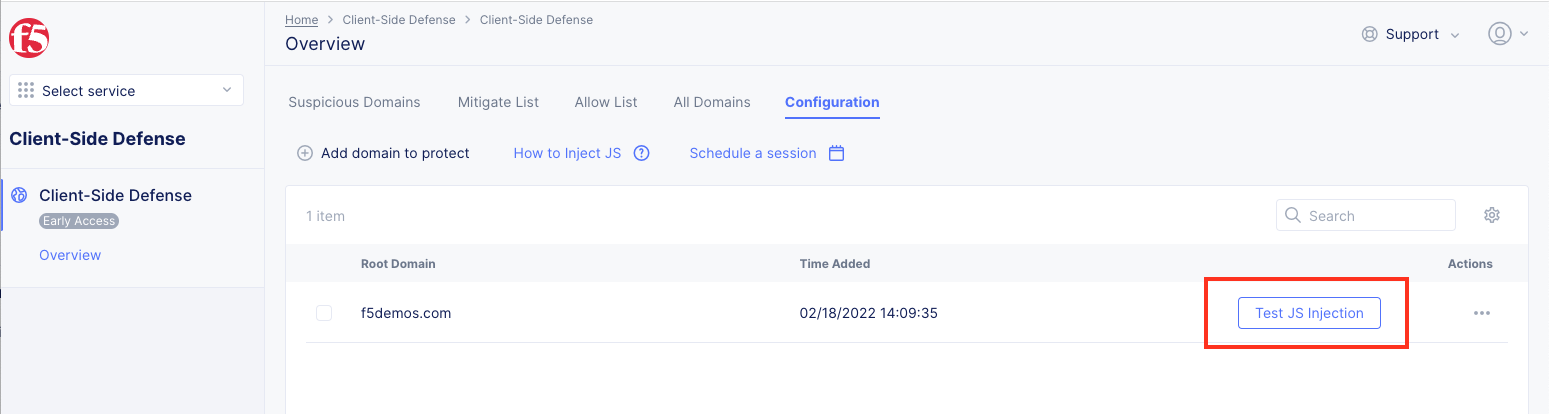 f5
Home > Client-Side Defense > Client-Side Defense
Overview
Support
Select service
Client-Side Defense
Client-Side Defense
Early Access
Overview
Suspicious Domains Mitigate List Allow List All Domains Configuration
Add domain to protect How to Inject JS ? Schedule a session
1 item
Search
Root Domain Time Added Actions
f5demos.com 02/18/2022 14:09:35 Test JS Injection ...